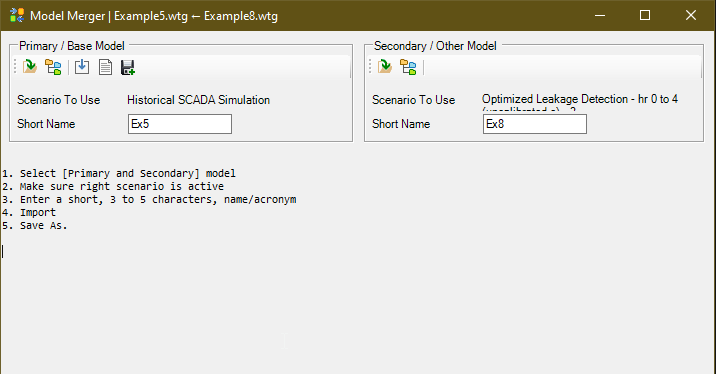 Model Merger | Example5.wtg ← Example8.wtg
Primary / Base Model
Scenario To Use Historical SCADA Simulation
Short Name Ex5
Secondary / Other Model
Scenario To Use Optimized Leakage Detection - hr 0 to 4
Short Name Ex8
1. Select [Primary and Secondary] model
2. Make sure right scenario is active
3. Enter a short, 3 to 5 characters, name/acronym
4. Import
5. Save As.